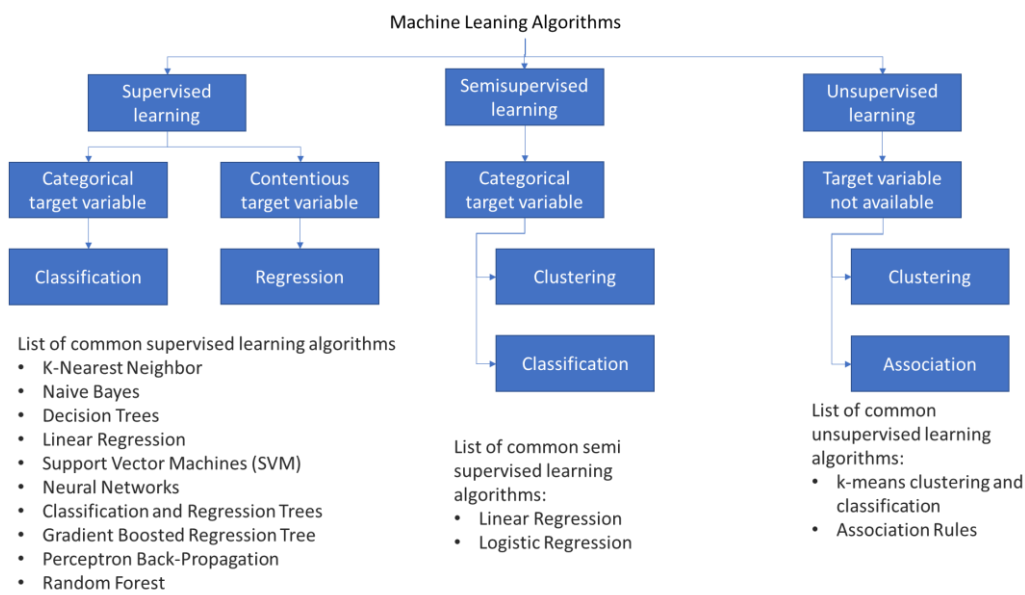 Machine Leaning Algorithms
Supervised
learning
Semisupervised
learning
Unsupervised
learning
Categorical
target variable
Contentious
target variable
Categorical
target variable
Target variable
not available
Classification
Regression
Clustering
Clustering
Classification
Association
List of common supervised learning algorithms
• K-Nearest Neighbor
• Naive Bayes
• Decision Trees
• Linear Regression
• Support Vector Machines (SVM)
• Neural Networks
• Classification and Regression Trees
• Gradient Boosted Regression Tree
• Perceptron Back-Propagation
• Random Forest
List of common semi
supervised learning
algorithms:
• Linear Regression
• Logistic Regression
List of common
unsupervised learning
algorithms:
• k-means clustering and
classification
• Association Rules